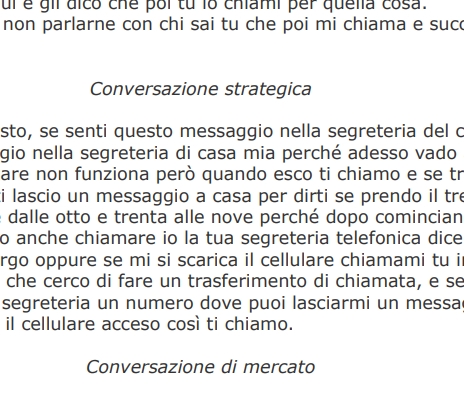 ui e gli dico che poi tu lo chiami per quella cosa.
non parlarne con chi sai tu che poi mi chiama e succ
Conversazione strategica
sto, se senti questo messaggio nella segreteria del c
gio nella segreteria di casa mia perché adesso vado
are non funziona però quando esco ti chiamo e se tr
i lascio un messaggio a casa per dirti se prendo il tre
dalle otto e trenta alle nove perché dopo comincian
o anche chiamare io la tua segreteria telefonica dice
rgo oppure se mi si scarica il cellulare chiamami tu i
che cerco di fare un trasferimento di chiamata, e se
segreteria un numero dove puoi lasciarmi un messag
il cellulare acceso così ti chiamo.
Conversazione di mercato